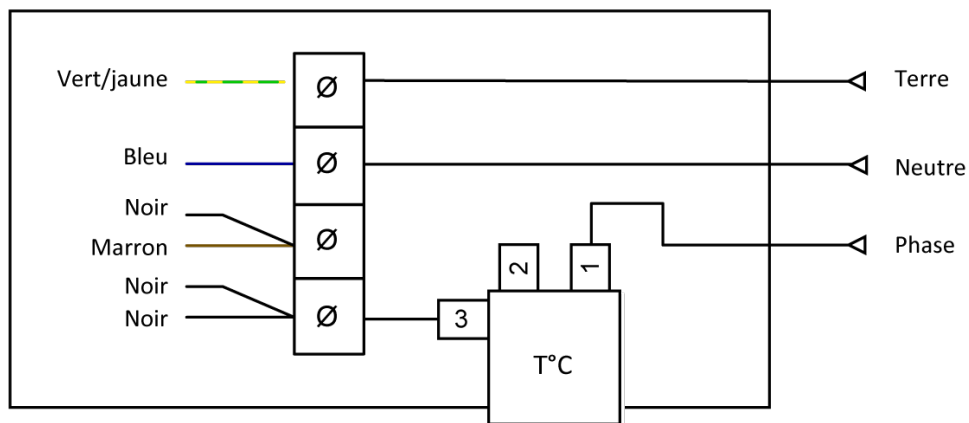 Vert/jaune
Ø
Terre
Bleu
Ø
Neutre
Noir
Marron
Ø
Phase
2
1
Noir
Noir
Ø
3
T°C